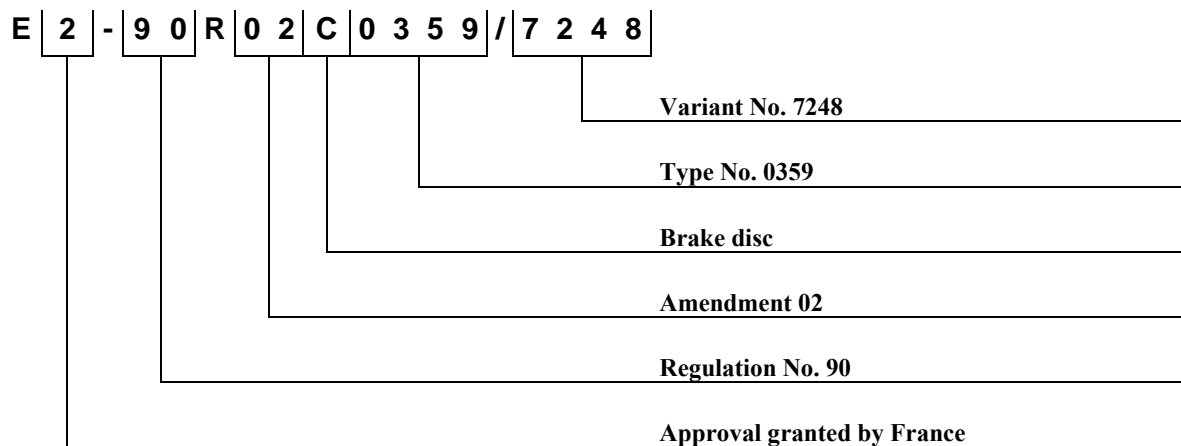 E 2 - 9 0 R 0 2 C 0 3 5 9 / 7 2 4 8
Variant No. 7248
Type No. 0359
Brake disc
Amendment 02
Regulation No. 90
Approval granted by France